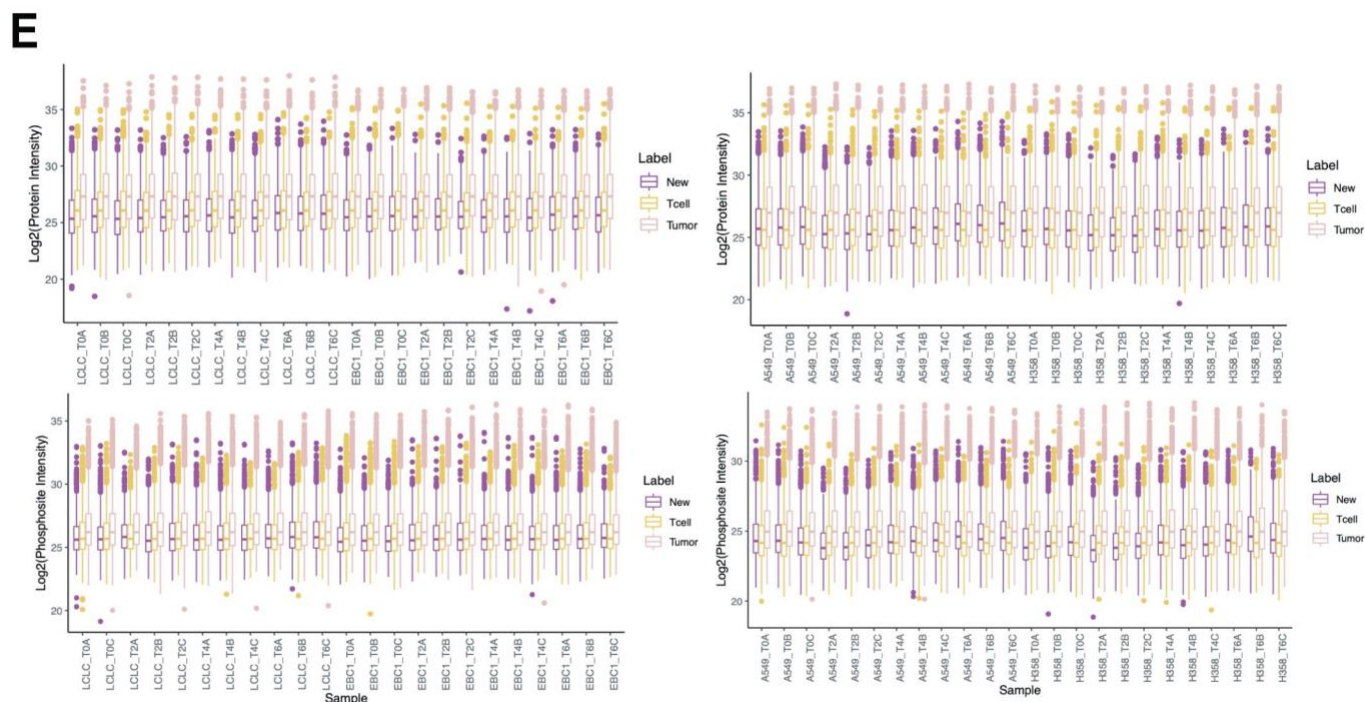 E
Log2(Protein Intensity)
35
30
25
20
LCLC_T0A
LCLC_T0B
LCLC_T0C
LCLC_T2A
LCLC_T2B
LCLC_T2C
LCLC_T4A
LCLC_T4B
LCLC_T4C
LCLC_T6A
LCLC_T6B
LCLC_T6C
EBC1_T0A
EBC1_T0B
EBC1_T0C
EBC1_T2A
EBC1_T2B
EBC1_T2C
EBC1_T4A
EBC1_T4B
EBC1_T4C
EBC1_T6A
EBC1_T6B
EBC1_T6C
Label
New
Tcell
Tumor
Log2(Protein Intensity)
35
30
25
20
A549_T0A
A549_T0B
A549_T0C
A549_T2A
A549_T2B
A549_T2C
A549_T4A
A549_T4B
A549_T4C
A549_T6A
A549_T6B
A549_T6C
H358_T0A
H358_T0B
H358_T0C
H358_T2A
H358_T2B
H358_T2C
H358_T4A
H358_T4B
H358_T4C
H358_T6A
H358_T6B
H358_T6C
Label
New
Tcell
Tumor
Log2(Phosphosite Intensity)
35
30
25
20
LCLC_T0A
LCLC_T0C
LCLC_T2A
LCLC_T2B
LCLC_T2C
LCLC_T4A
LCLC_T4B
LCLC_T4C
LCLC_T6A
LCLC_T6B
LCLC_T6C
EBC1_T0A
EBC1_T0B
EBC1_T0C
EBC1_T2A
EBC1_T2B
EBC1_T2C
EBC1_T4A
EBC1_T4B
EBC1_T4C
EBC1_T6A
EBC1_T6B
EBC1_T6C
Sample
Label
New
Tcell
Tumor
Log2(Phosphosite Intensity)
30
25
20
A549_T0A
A549_T0B
A549_T0C
A549_T2A
A549_T2B
A549_T2C
A549_T4A
A549_T4B
A549_T4C
A549_T6A
A549_T6B
A549_T6C
H358_T0A
H358_T0B
H358_T0C
H358_T2A
H358_T2B
H358_T2C
H358_T4A
H358_T4B
H358_T4C
H358_T6A
H358_T6B
H358_T6C
Sample
Label
New
Tcell
Tumor